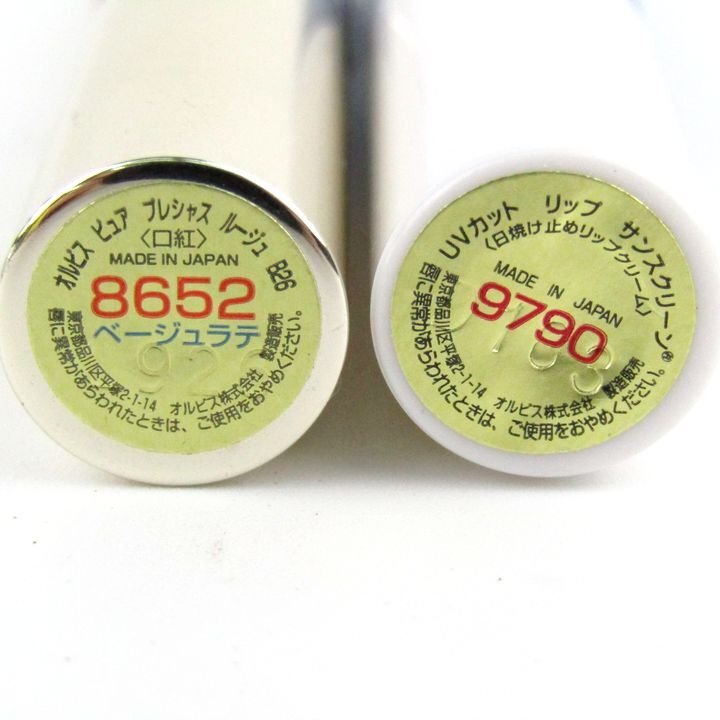 オルビス ピュア プレシャス ルージュ B26
〈口紅〉
MADE IN JAPAN
8652
ベージュラテ
東京都品川区平塚2-1-14 オルビス株式会社 製造販売
唇に異常があらわれたときは、ご使用をおやめください。
UVカット リップ サンスクリーン®
〈日焼け止めリップクリーム〉
MADE IN JAPAN
9790
東京都品川区平塚2-1-14 オルビス株式会社 製造販売
唇に異常があらわれたときは、ご使用をおやめください。